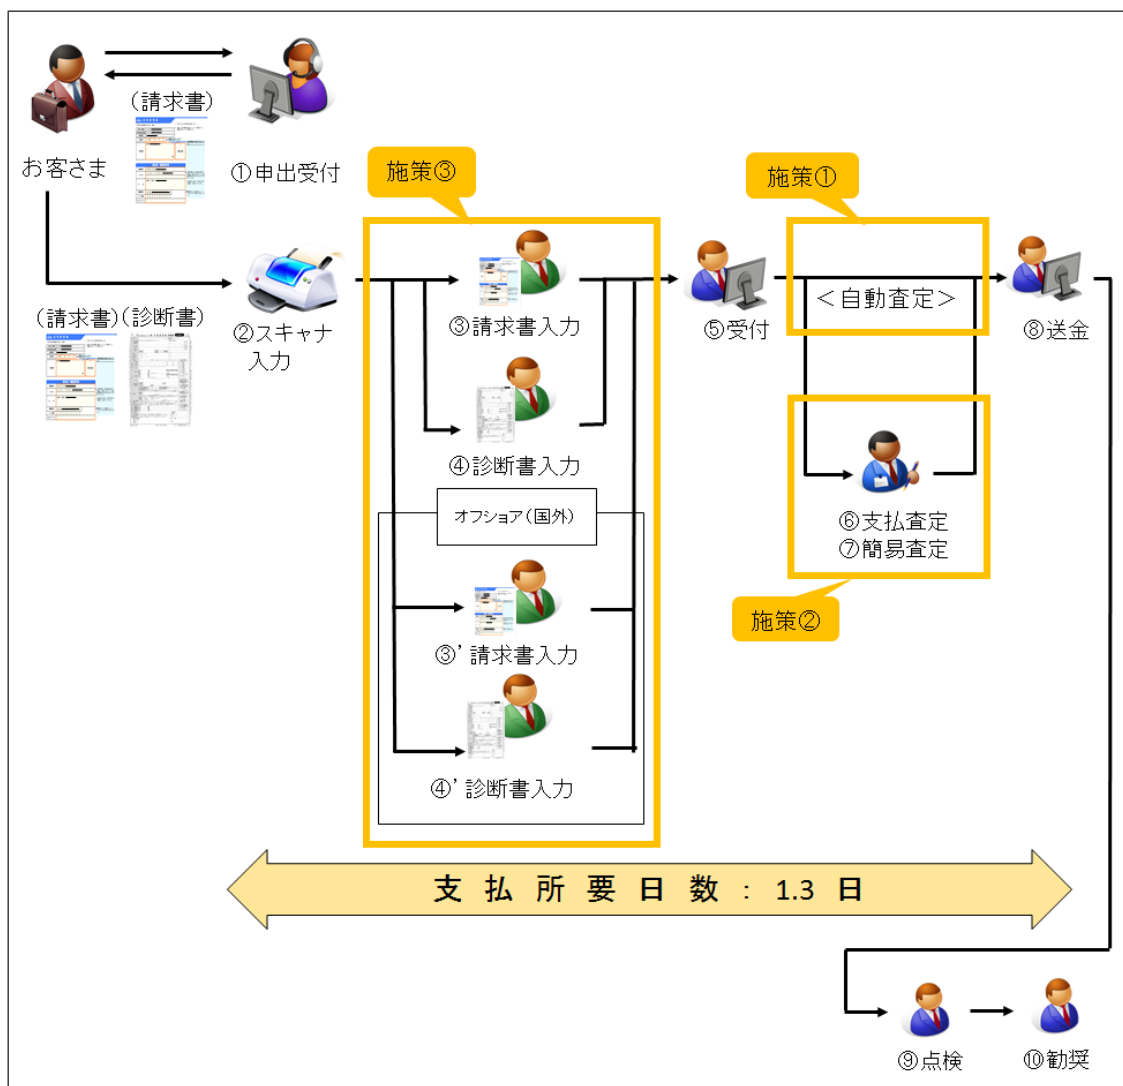 (請求書)
お客さま
①申出受付
施策③
施策①
(請求書)(診断書)
②スキャナ
入力
③請求書入力
⑤受付
<自動査定>
⑧送金
④診断書入力
オフショア(国外)
⑥支払査定
⑦簡易査定
施策②
③’請求書入力
④’診断書入力
支払所要日数:1.3日
⑨点検
⑩勧奨